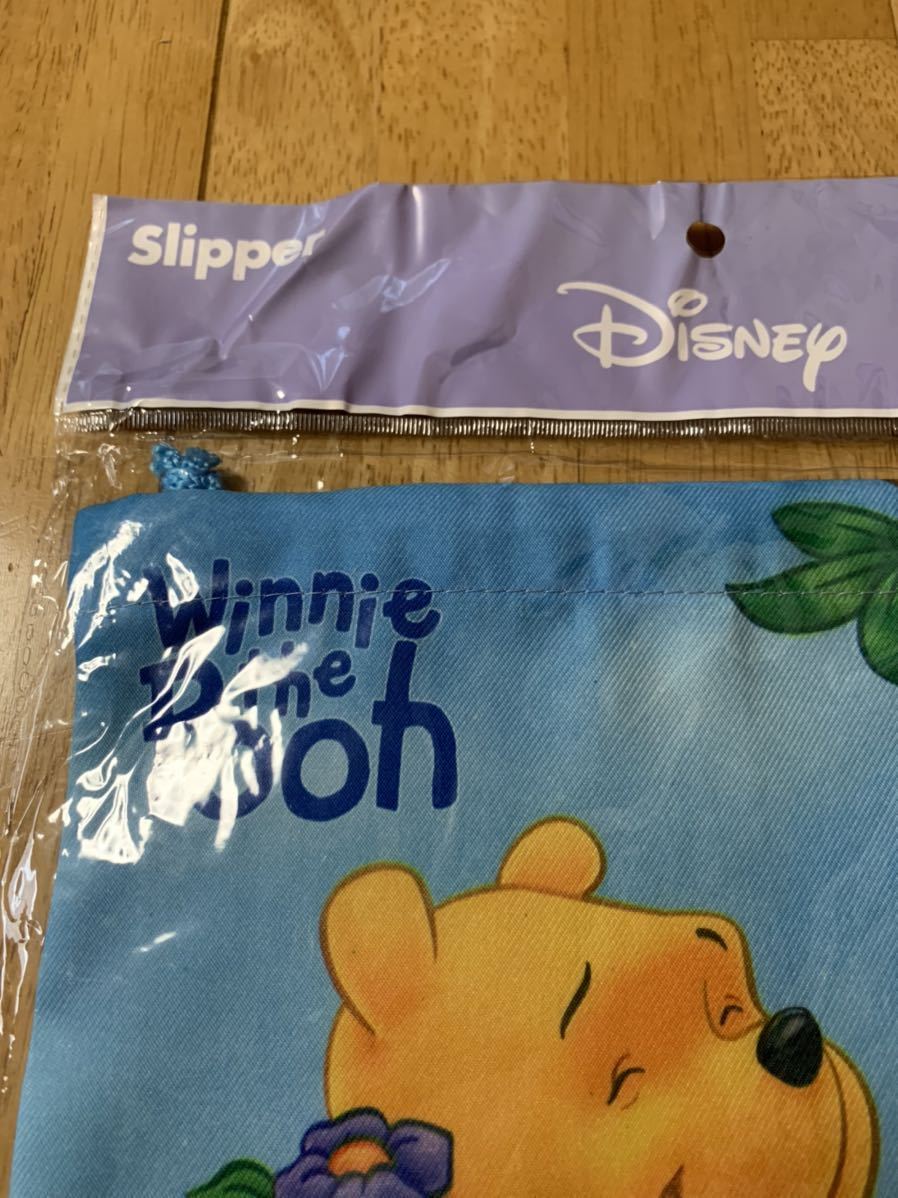 Slipper
Disney
Winnie
the
Pooh